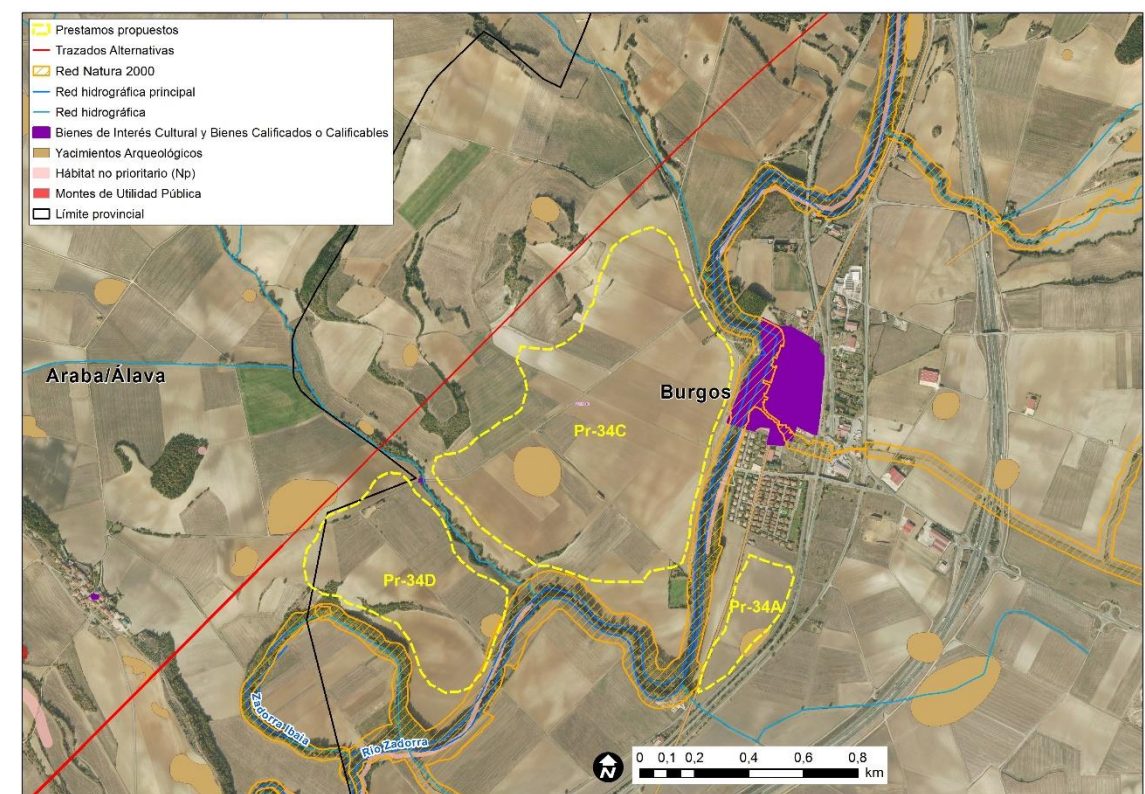 Prestamos propuestos
Trazados Alternativas
Red Natura 2000
Red hidrográfica principal
Red hidrográfica
Bienes de Interés Cultural y Bienes Calificados o Calificables
Yacimientos Arqueológicos
Hábitat no prioritario (Np)
Montes de Utilidad Pública
Límite provincial
Araba/Álava
Burgos
Pr-34C
Pr-34D
Pr-34A
Zadorra Ibaia
Río Zadorra
N
0 0,1 0,2 0,4 0,6 0,8
km